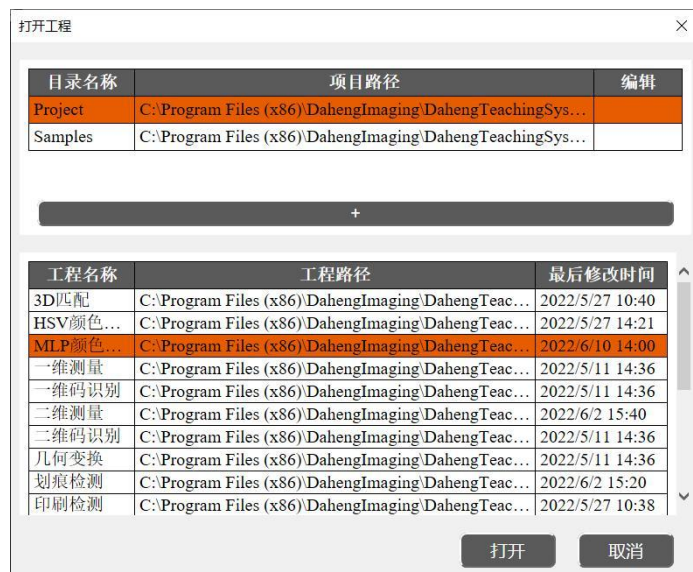 打开工程
目录名称 项目路径 编辑
Project C:\Program Files (x86)\DahengImaging\DahengTeachingSys...
Samples C:\Program Files (x86)\DahengImaging\DahengTeachingSys...
+
工程名称 工程路径 最后修改时间
3D匹配 C:\Program Files (x86)\DahengImaging\DahengTeac... 2022/5/27 10:40
HSV颜色... C:\Program Files (x86)\DahengImaging\DahengTeac... 2022/5/27 14:21
MLP颜色... C:\Program Files (x86)\DahengImaging\DahengTeac... 2022/6/10 14:00
一维测量 C:\Program Files (x86)\DahengImaging\DahengTeac... 2022/5/11 14:36
一维码识别 C:\Program Files (x86)\DahengImaging\DahengTeac... 2022/5/11 14:36
二维测量 C:\Program Files (x86)\DahengImaging\DahengTeac... 2022/6/2 15:40
二维码识别 C:\Program Files (x86)\DahengImaging\DahengTeac... 2022/5/11 14:36
几何变换 C:\Program Files (x86)\DahengImaging\DahengTeac... 2022/5/11 14:36
划痕检测 C:\Program Files (x86)\DahengImaging\DahengTeac... 2022/6/2 15:20
印刷检测 C:\Program Files (x86)\DahengImaging\DahengTeac... 2022/5/27 10:38
打开 取消